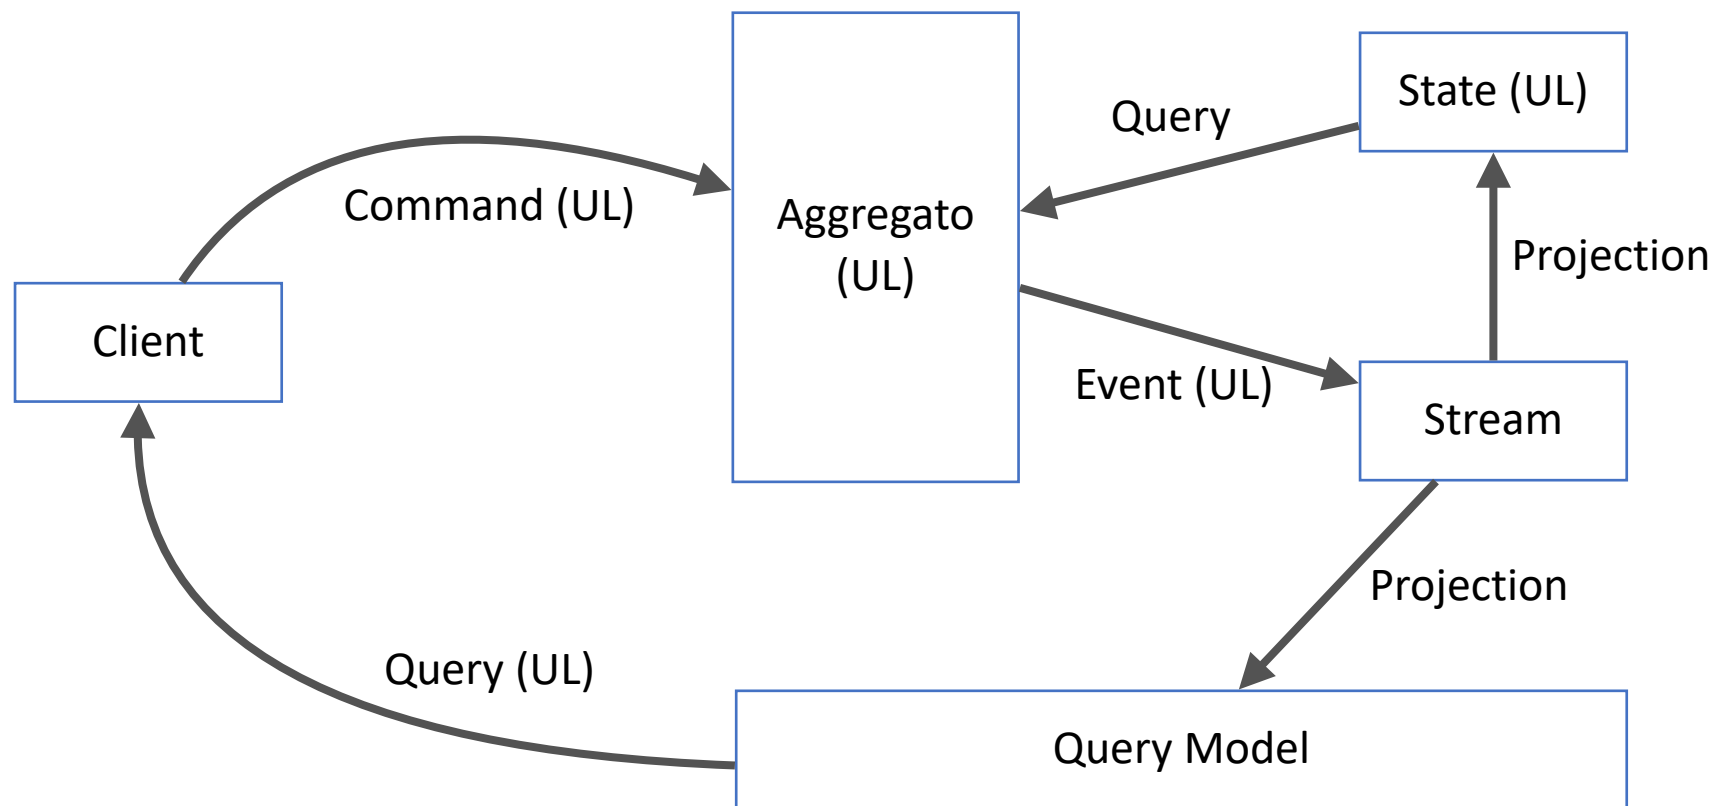 State (UL)
Query
Command (UL)
Aggregato
(UL)
Projection
Client
Event (UL)
Stream
Projection
Query (UL)
Query Model